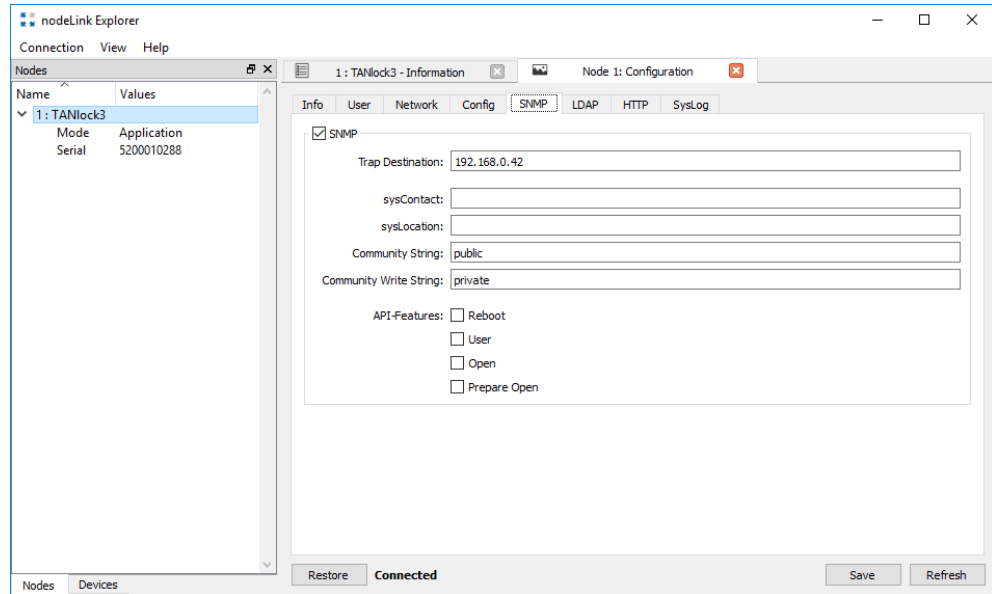 nodeLink Explorer
Connection View Help
Nodes
1 : TANlock3 - Information
Node 1: Configuration
Name Values
1 : TANlock3
Mode Application
Serial 5200010288
Info User Network Config SNMP LDAP HTTP SysLog
SNMP
Trap Destination: 192.168.0.42
sysContact:
sysLocation:
Community String: public
Community Write String: private
API-Features: Reboot
User
Open
Prepare Open
Restore Connected Save Refresh
Nodes Devices